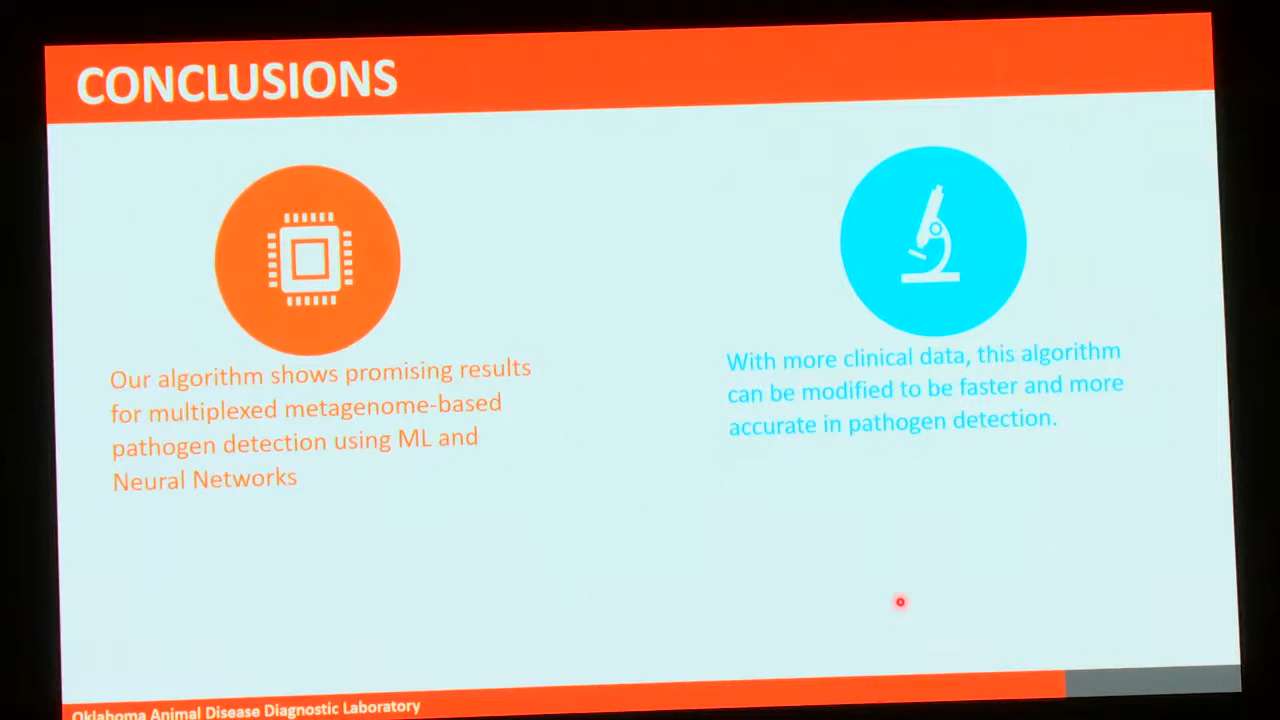 CONCLUSIONS
Our algorithm shows promising results
for multiplexed metagenome-based
pathogen detection using ML and
Neural Networks
With more clinical data, this algorithm
can be modified to be faster and more
accurate in pathogen detection.
Oklahoma Animal Disease Diagnostic Laboratory